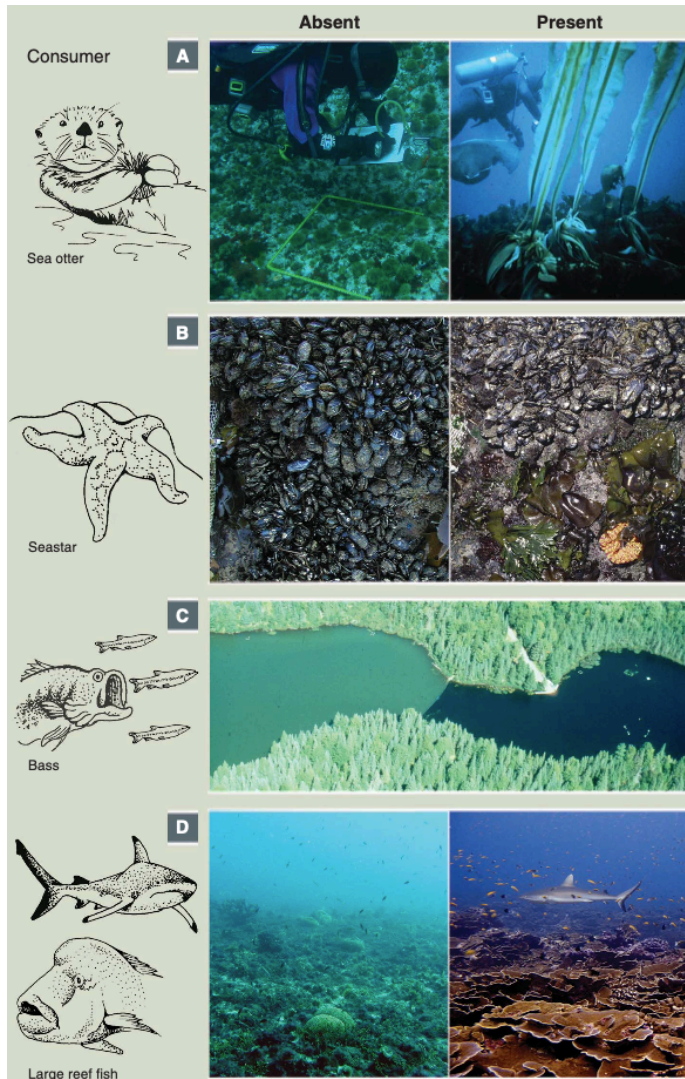 Absent Present
Consumer
A
Sea otter
B
Seastar
C
Bass
D
Large reef fish